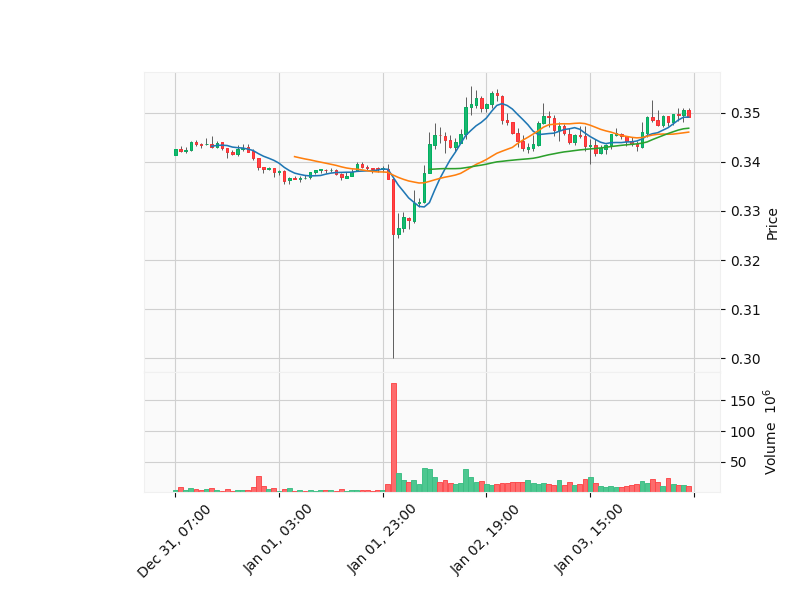 0.35
0.34
0.33
0.32
0.31
0.30
Price
150
100
50
Volume 10^6
Dec 31, 07:00
Jan 01, 03:00
Jan 01, 23:00
Jan 02, 19:00
Jan 03, 15:00